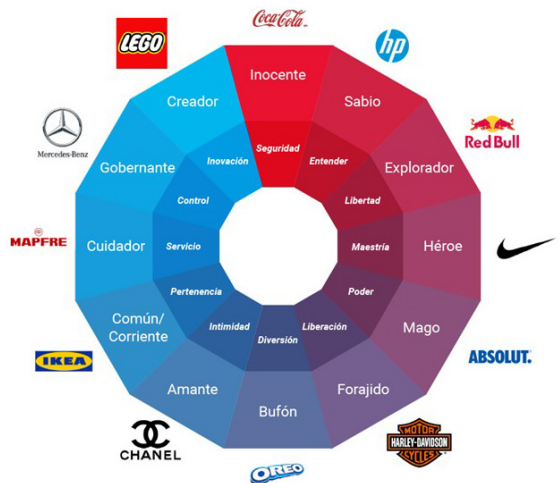 Coca-Cola
LEGO
hp
Inocente
Creador
Sabio
Seguridad
Inovación
Entender
Mercedes-Benz
Gobernante
Explorador
Red Bull
Control
Libertad
MAPFRE
Cuidador
Servicio
Maestría
Héroe
Pertenencia
Poder
Común/
Corriente
Mago
Intimidad
Liberación
Diversión
IKEA
ABSOLUT.
Amante
Forajido
Bufón
CHANEL
MOTOR
HARLEY-DAVIDSON
CYCLES
OREO